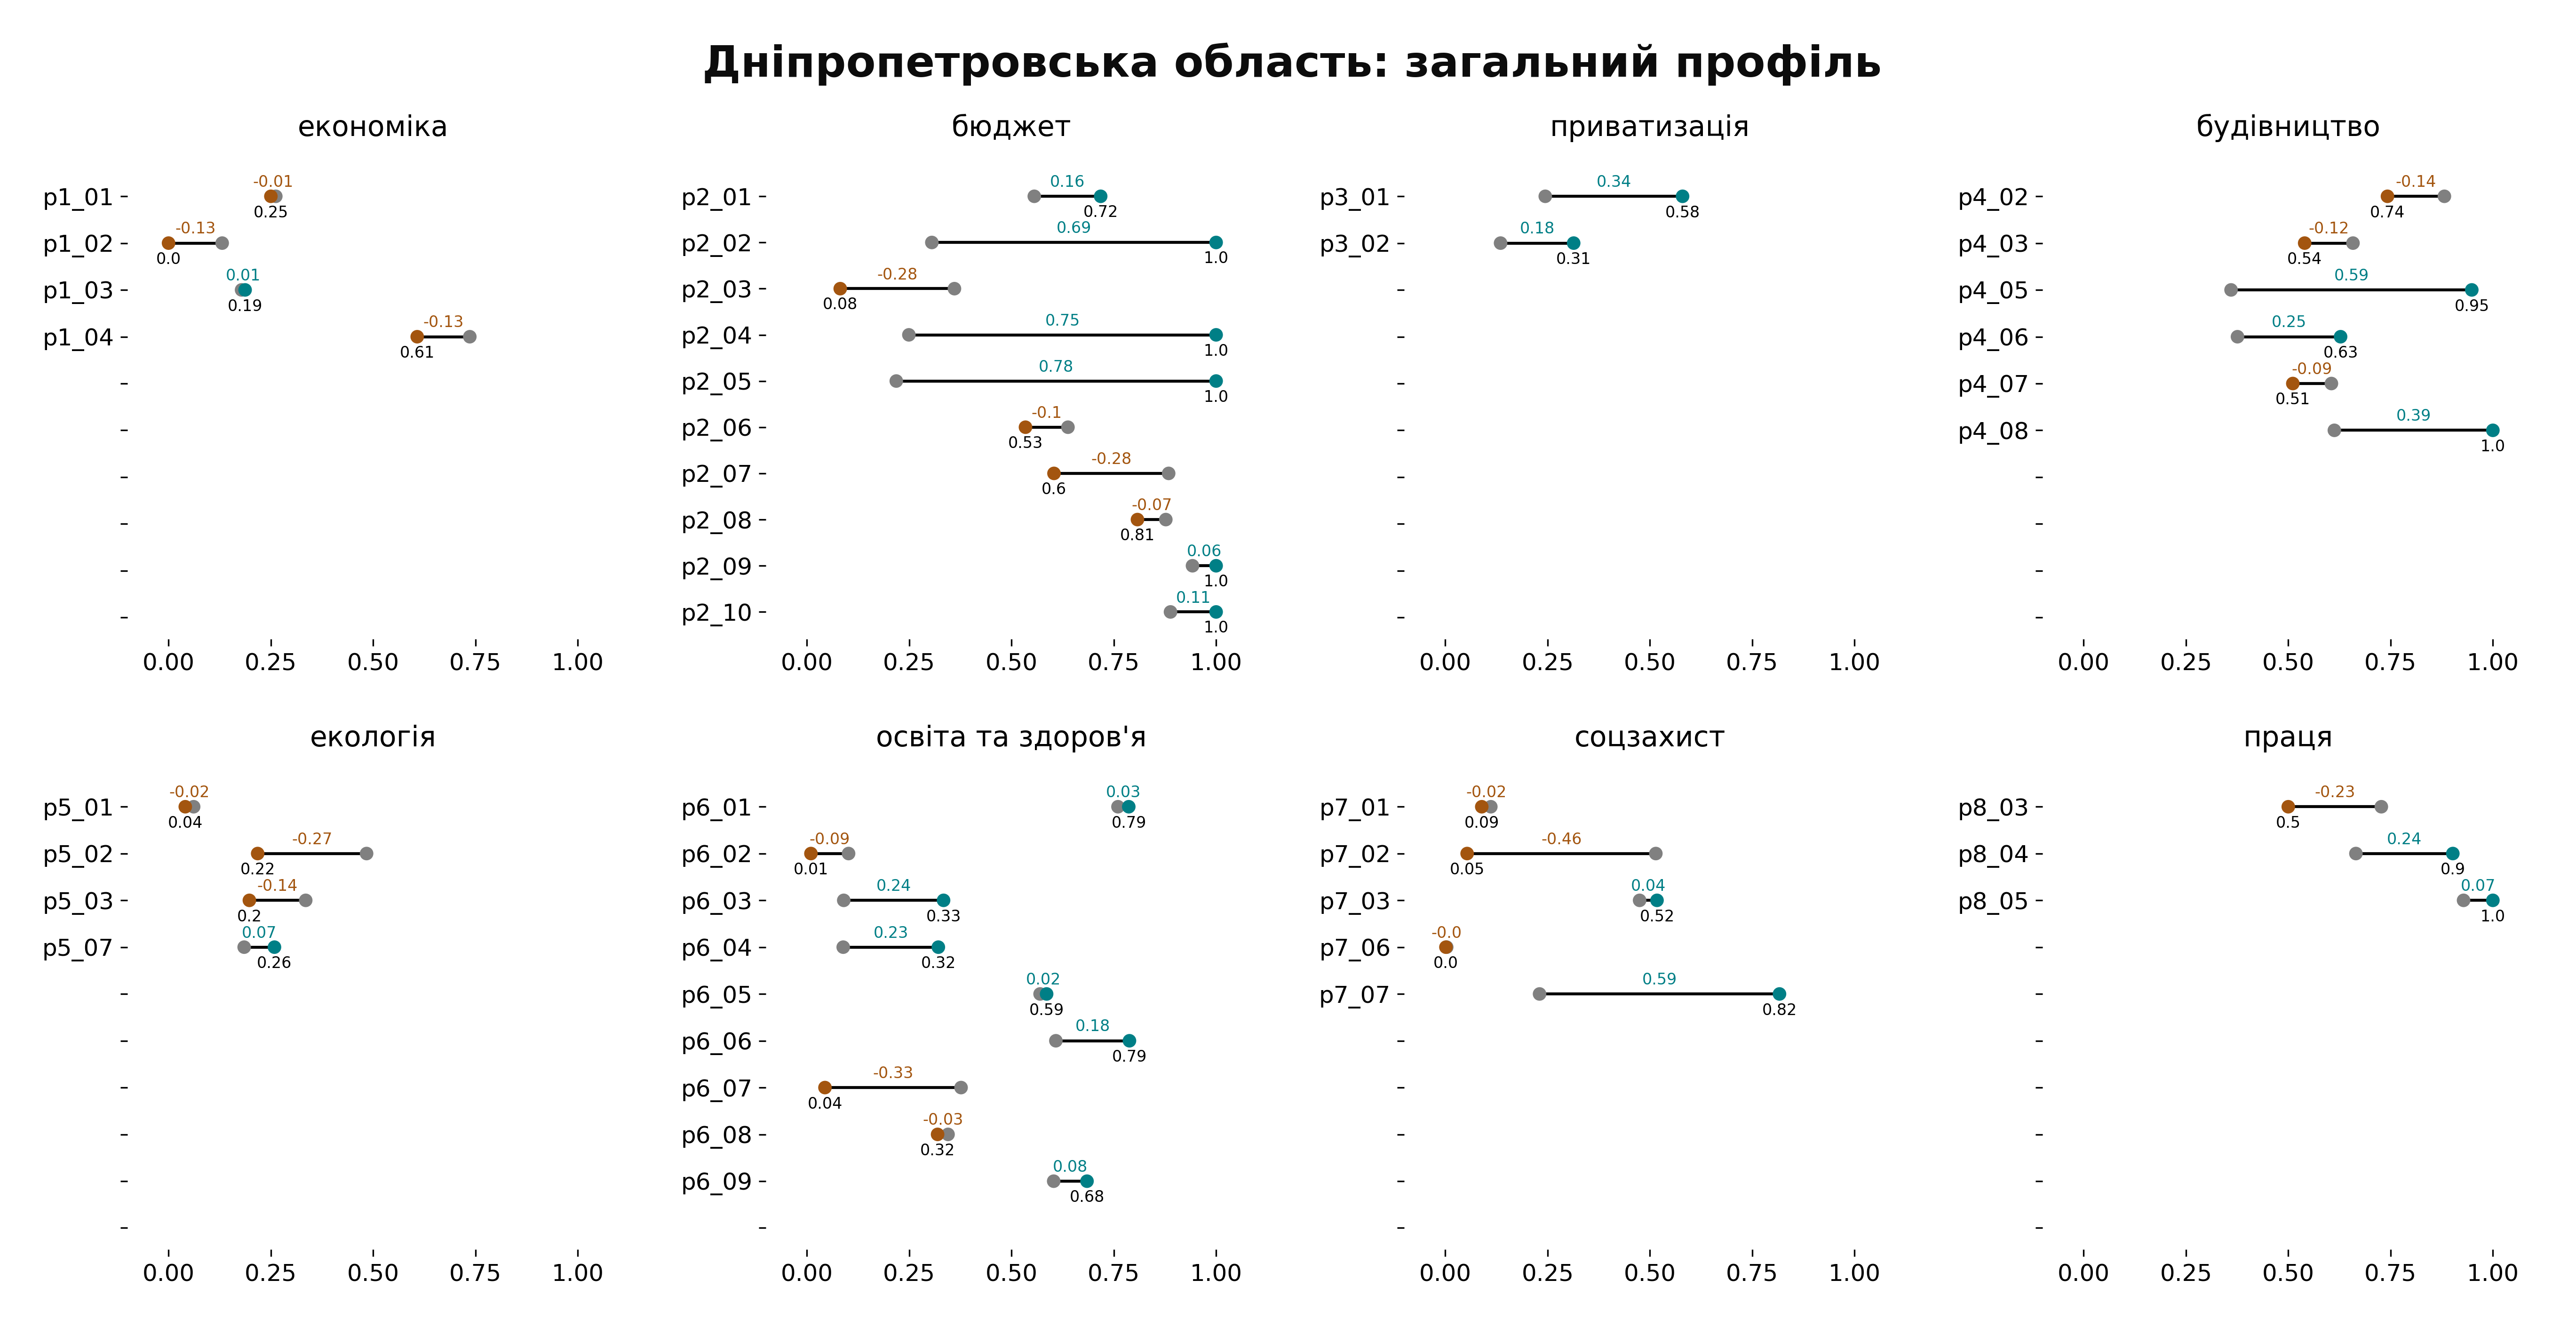 Дніпропетровська область: загальний профіль
економіка
p1_01
-0.01
0.25
p1_02
-0.13
0.0
p1_03
0.01
0.19
p1_04
-0.13
0.61
0.00 0.25 0.50 0.75 1.00
бюджет
p2_01
0.16
0.72
p2_02
0.69
1.0
p2_03
-0.28
0.08
p2_04
0.75
1.0
p2_05
0.78
1.0
p2_06
-0.1
0.53
p2_07
-0.28
0.6
p2_08
-0.07
0.81
p2_09
0.06
1.0
p2_10
0.11
1.0
0.00 0.25 0.50 0.75 1.00
приватизація
p3_01
0.34
0.58
p3_02
0.18
0.31
0.00 0.25 0.50 0.75 1.00
будівництво
p4_02
-0.14
0.74
p4_03
-0.12
0.54
p4_05
0.59
0.95
p4_06
0.25
0.63
p4_07
-0.09
0.51
p4_08
0.39
1.0
0.00 0.25 0.50 0.75 1.00
екологія
p5_01
-0.02
0.04
p5_02
-0.27
0.22
p5_03
-0.14
0.2
p5_07
0.07
0.26
0.00 0.25 0.50 0.75 1.00
освіта та здоров'я
p6_01
0.03
0.79
p6_02
-0.09
0.01
p6_03
0.24
0.33
p6_04
0.23
0.32
p6_05
0.02
0.59
p6_06
0.18
0.79
p6_07
-0.33
0.04
p6_08
-0.03
0.32
p6_09
0.08
0.68
0.00 0.25 0.50 0.75 1.00
соцзахист
p7_01
-0.02
0.09
p7_02
-0.46
0.05
p7_03
0.04
0.52
p7_06
-0.0
0.0
p7_07
0.59
0.82
0.00 0.25 0.50 0.75 1.00
праця
p8_03
-0.23
0.5
p8_04
0.24
0.9
p8_05
0.07
1.0
0.00 0.25 0.50 0.75 1.00